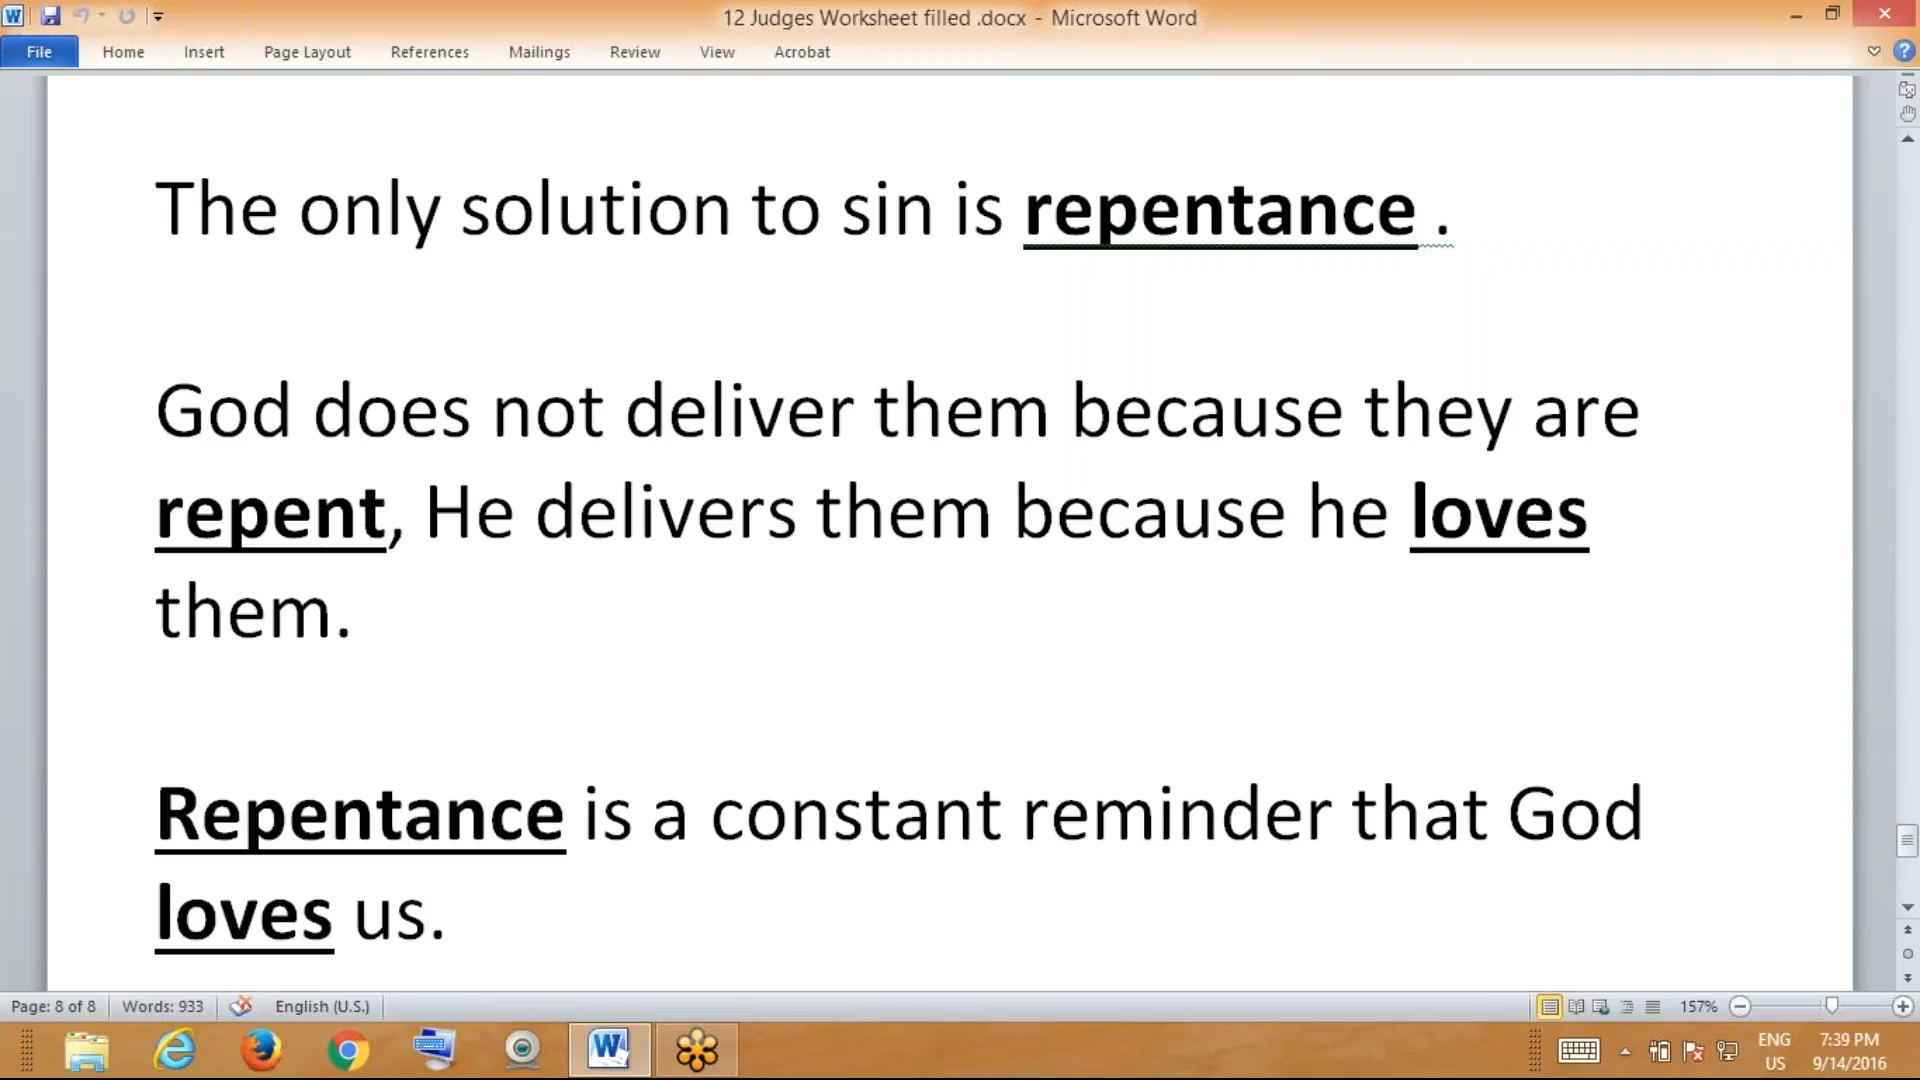 12 Judges Worksheet filled .docx - Microsoft Word
File Home Insert Page Layout References Mailings Review View Acrobat
The only solution to sin is repentance .
God does not deliver them because they are
repent, He delivers them because he loves
them.
Repentance is a constant reminder that God
loves us.
Page: 8 of 8 Words: 933 English (U.S.) 157%
ENG 7:39 PM
US 9/14/2016